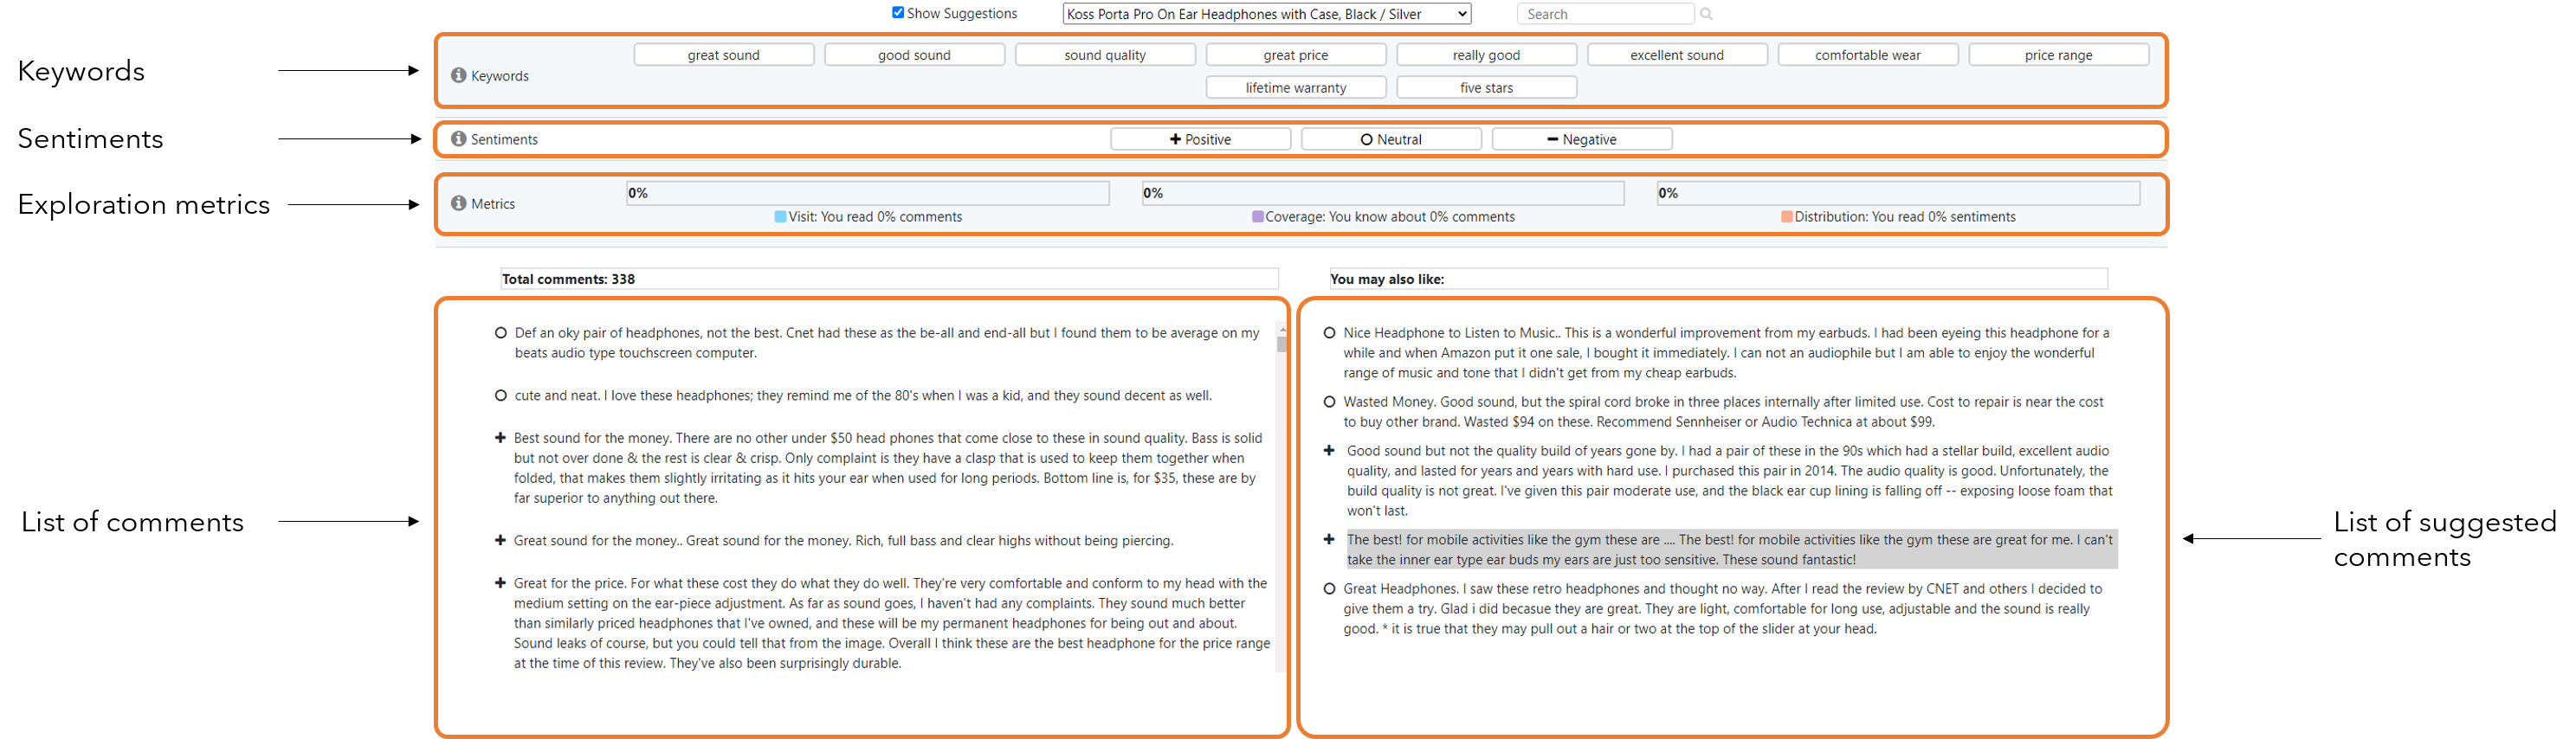 Show Suggestions
Koss Porta Pro On Ear Headphones with Case, Black / Silver
Search
Keywords
Keywords
great sound
good sound
sound quality
great price
really good
excellent sound
comfortable wear
price range
lifetime warranty
five stars
Sentiments
Sentiments
Positive
Neutral
Negative
Exploration metrics
Metrics
0%
0%
0%
Visit: You read 0% comments
Coverage: You know about 0% comments
Distribution: You read 0% sentiments
Total comments: 338
You may also like:
List of comments
Def an oky pair of headphones, not the best. Cnet had these as the be-all and end-all but I found them to be average on my
beats audio type touchscreen computer.
cute and neat. I love these headphones; they remind me of the 80's when I was a kid, and they sound decent as well.
Best sound for the money. There are no other under $50 head phones that come close to these in sound quality. Bass is solid
but not over done & the rest is clear & crisp. Only complaint is they have a clasp that is used to keep them together when
folded, that makes them slightly irritating as it hits your ear when used for long periods. Bottom line is, for $35, these are by
far superior to anything out there.
Great sound for the money.. Great sound for the money. Rich, full bass and clear highs without being piercing.
Great for the price. For what these cost they do what they do well. They're very comfortable and conform to my head with the
medium setting on the ear-piece adjustment. As far as sound goes, I haven't had any complaints. They sound much better
than similarly priced headphones that I've owned, and these will be my permanent headphones for being out and about.
Sound leaks of course, but you could tell that from the image. Overall I think these are the best headphone for the price range
at the time of this review. They've also been surprisingly durable.
Nice Headphone to Listen to Music.. This is a wonderful improvement from my earbuds. I had been eyeing this headphone for a
while and when Amazon put it one sale, I bought it immediately. I can not an audiophile but I am able to enjoy the wonderful
range of music and tone that I didn't get from my cheap earbuds.
Wasted Money. Good sound, but the spiral cord broke in three places internally after limited use. Cost to repair is near the cost
to buy other brand. Wasted $94 on these. Recommend Sennheiser or Audio Technica at about $99.
Good sound but not the quality build of years gone by. I had a pair of these in the 90s which had a stellar build, excellent audio
quality, and lasted for years and years with hard use. I purchased this pair in 2014. The audio quality is good. Unfortunately, the
build quality is not great. I've given this pair moderate use, and the black ear cup lining is falling off -- exposing loose foam that
won't last.
The best! for mobile activities like the gym these are .... The best! for mobile activities like the gym these are great for me. I can't
take the inner ear type ear buds my ears are just too sensitive. These sound fantastic!
Great Headphones. I saw these retro headphones and thought no way. After I read the review by CNET and others I decided to
give them a try. Glad i did becasue they are great. They are light, comfortable for long use, adjustable and the sound is really
good. * it is true that they may pull out a hair or two at the top of the slider at your head.
List of suggested
comments